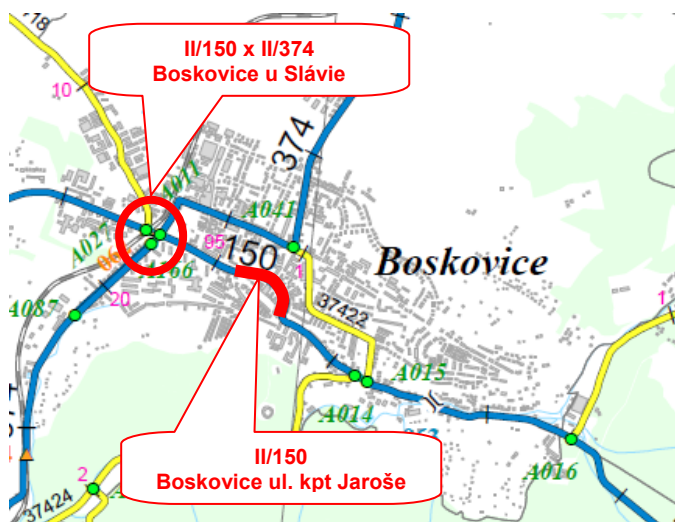 718
II/150 x II/374
Boskovice u Slávie
10
374
A011
A041
A027
95
150
A166
Boskovice
1
1
20
37422
A087
A015
A014
A016
II/150
Boskovice ul. kpt Jaroše
2
37424